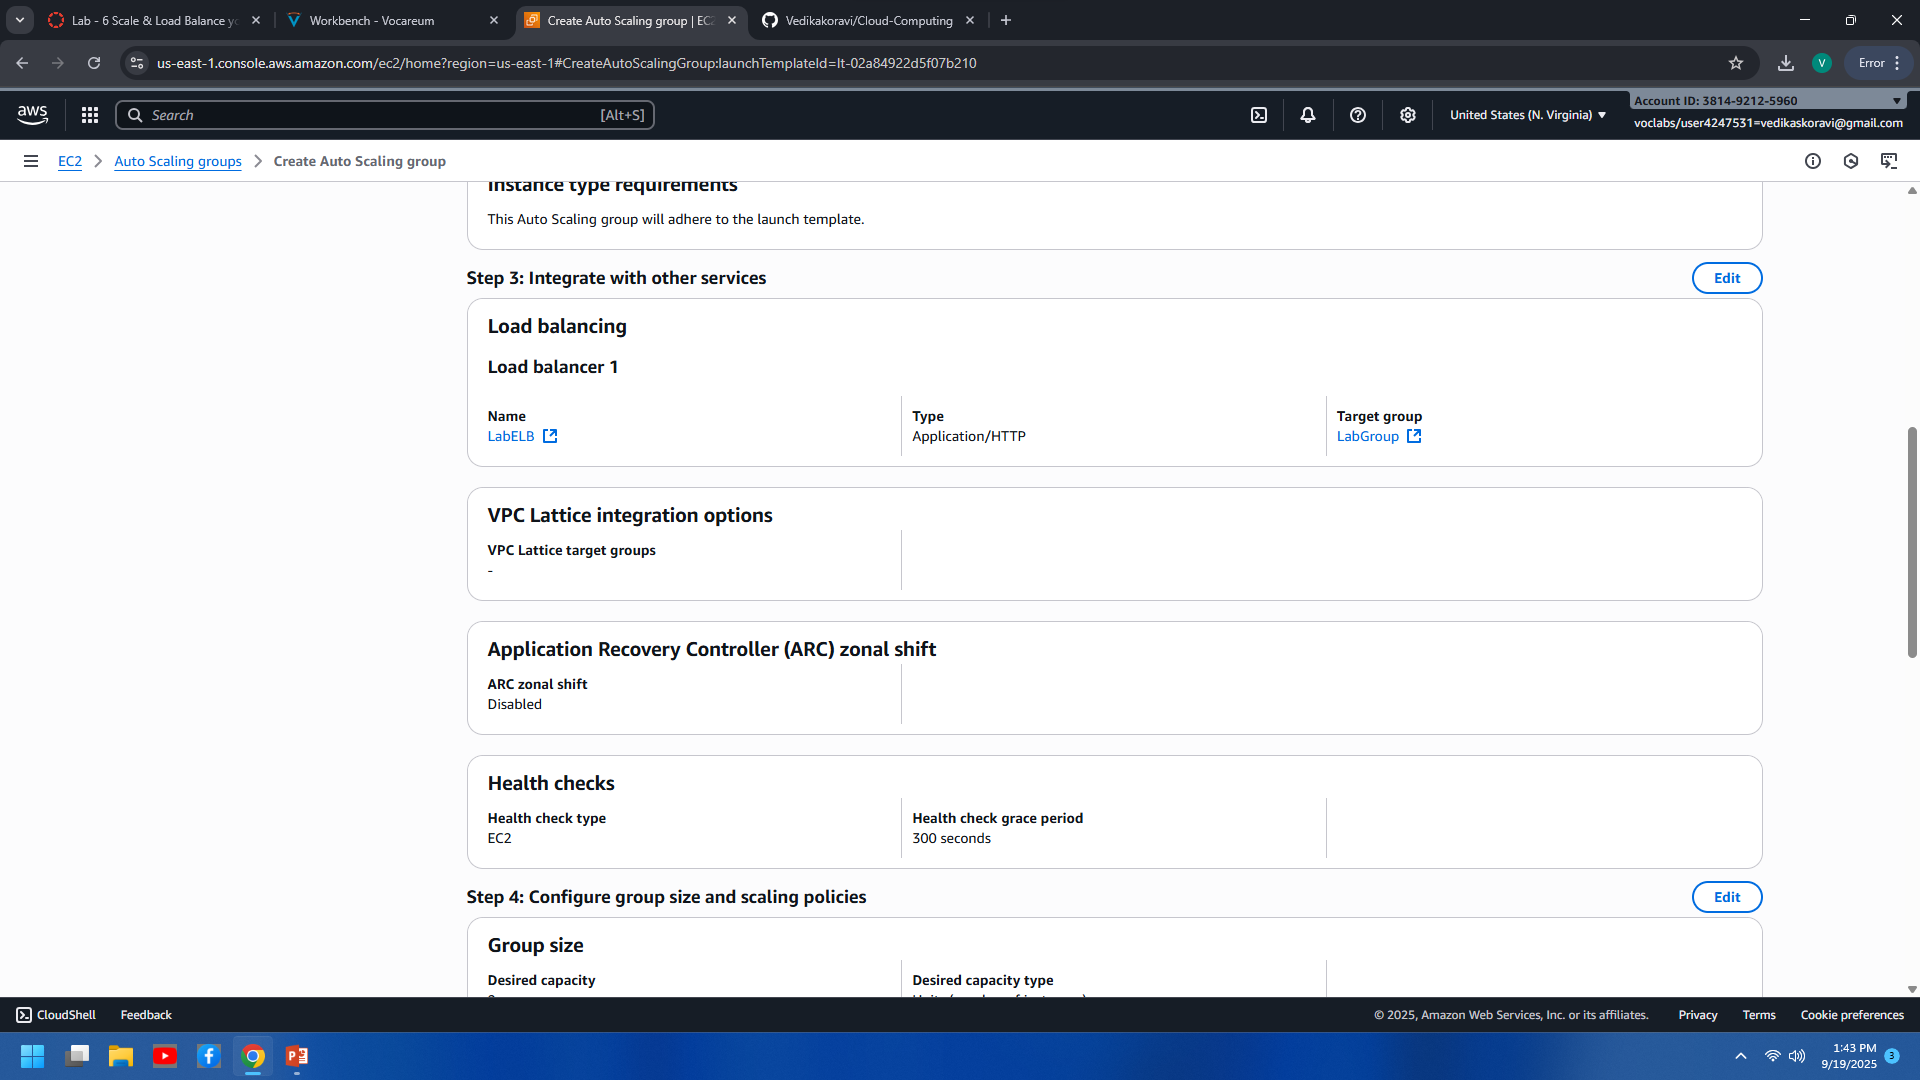 Lab - 6 Scale & Load Balance yo
Workbench - Vocareum
Create Auto Scaling group | EC2
Vedikakoravi/Cloud-Computing
us-east-1.console.aws.amazon.com/ec2/home?region=us-east-1#CreateAutoScalingGroup:launchTemplateId=lt-02a84922d5f07b210
V
Error
aws
Search
[Alt+S]
United States (N. Virginia)
Account ID: 3814-9212-5960
voclabs/user4247531=vedikaskoravi@gmail.com
EC2
Auto Scaling groups
Create Auto Scaling group
Instance type requirements
This Auto Scaling group will adhere to the launch template.
Step 3: Integrate with other services
Edit
Load balancing
Load balancer 1
Name
LabELB
Type
Application/HTTP
Target group
LabGroup
VPC Lattice integration options
VPC Lattice target groups
-
Application Recovery Controller (ARC) zonal shift
ARC zonal shift
Disabled
Health checks
Health check type
EC2
Health check grace period
300 seconds
Step 4: Configure group size and scaling policies
Edit
Group size
Desired capacity
Desired capacity type
CloudShell
Feedback
© 2025, Amazon Web Services, Inc. or its affiliates.
Privacy
Terms
Cookie preferences
1:43 PM
9/19/2025
3